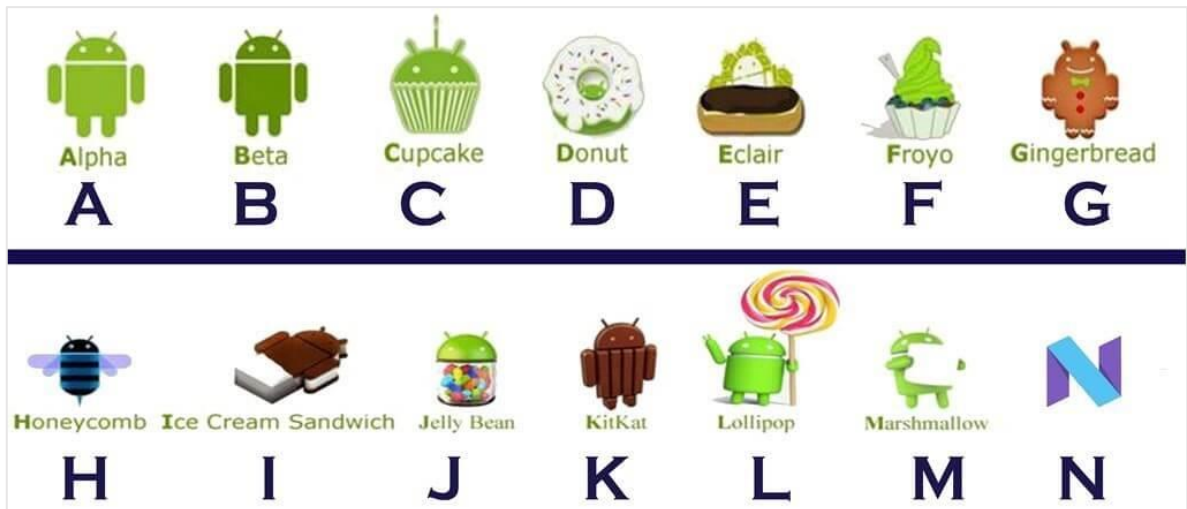 Alpha Beta Cupcake Donut Eclair Froyo Gingerbread
A B C D E F G
Honeycomb Ice Cream Sandwich Jelly Bean KitKat Lollipop Marshmallow
H I J K L M N